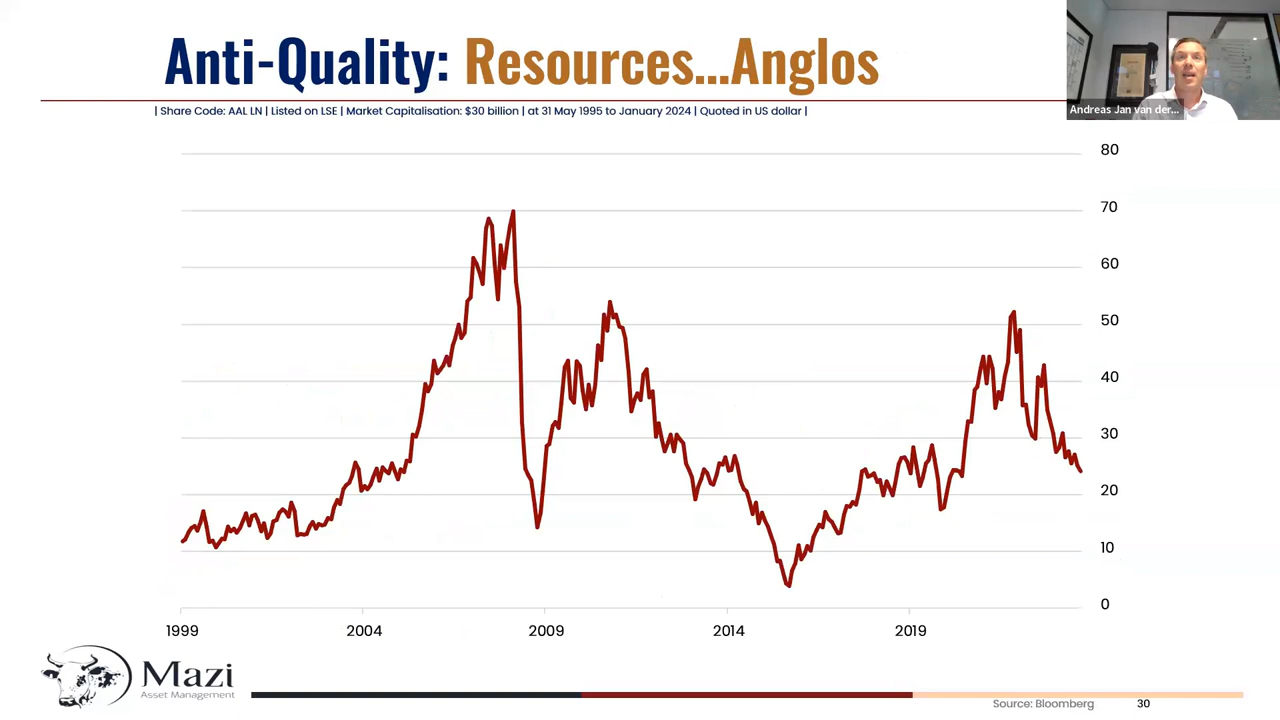 Anti-Quality: Resources...Anglos
| Share Code: AAL LN | Listed on LSE | Market Capitalisation: $30 billion | at 31 May 1995 to January 2024 | Quoted in US dollar |
Andreas Jan van der...
80
70
60
50
40
30
20
10
0
1999 2004 2009 2014 2019
Mazi
Asset Management
Source: Bloomberg 30